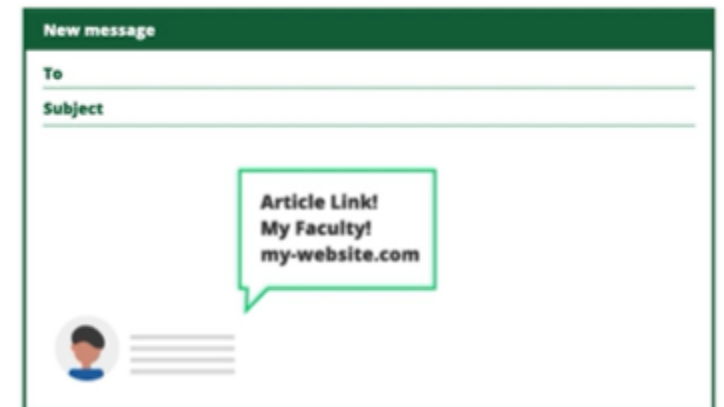 New message
To
Subject
Article Link!
My Faculty!
my-website.com